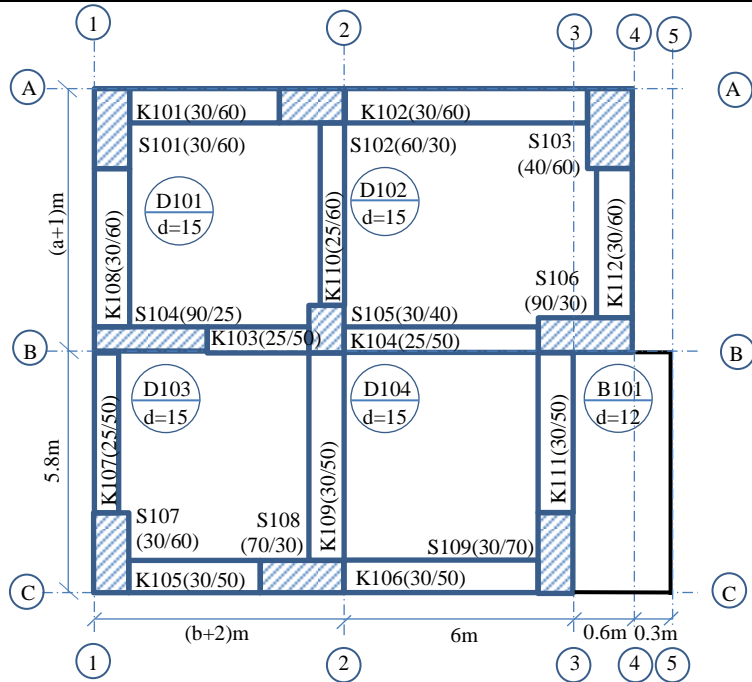 1
2
3
4
5
A
A
K101(30/60)
K102(30/60)
S101(30/60)
S102(60/30)
S103
(40/60)
D101
d=15
D102
d=15
(a+1)m
K108(30/60)
K110(25/60)
K112(30/60)
S106
(90/30)
S104(90/25)
S105(30/40)
K103(25/50)
K104(25/50)
B
B
D103
d=15
D104
d=15
B101
d=12
5.8m
K107(25/50)
K109(30/50)
K111(30/50)
S107
(30/60)
S108
(70/30)
S109(30/70)
K105(30/50)
K106(30/50)
C
C
(b+2)m
6m
0.6m
0.3m
1
2
3
4
5